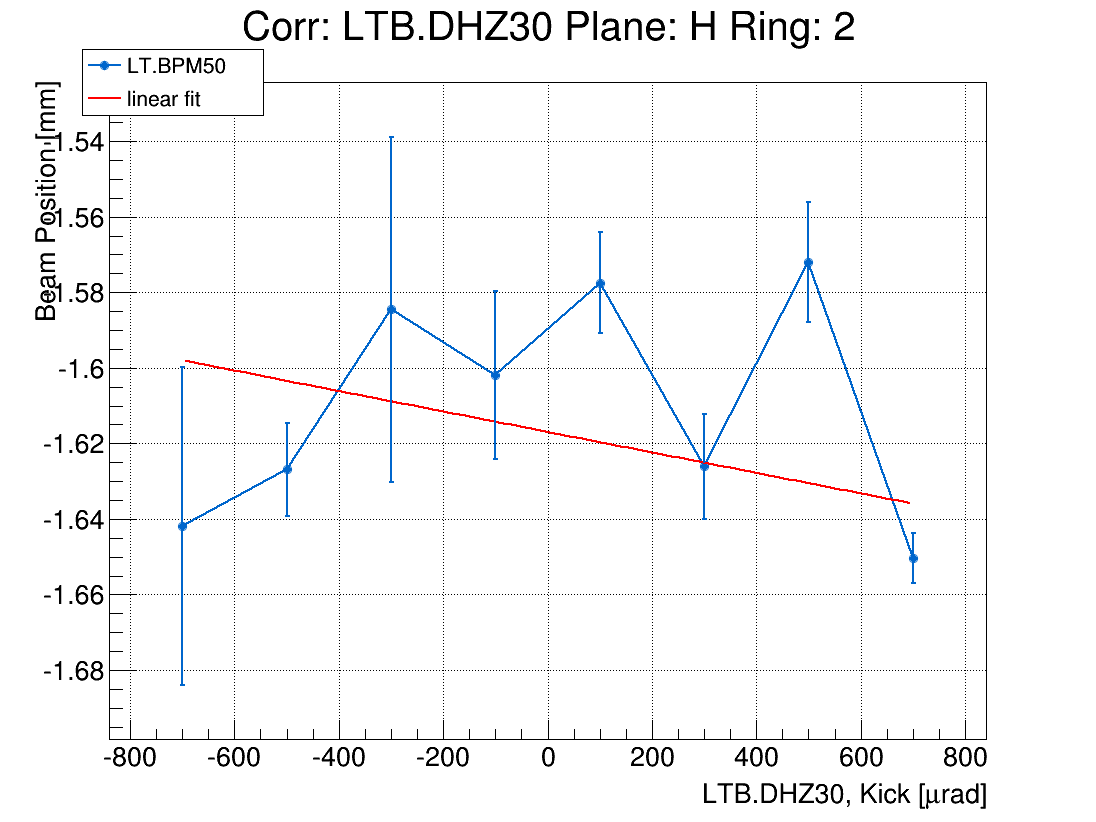 Corr: LTB.DHZ30 Plane: H Ring: 2
LT.BPM50
linear fit
Beam Position [mm]
-1.54
-1.56
-1.58
-1.6
-1.62
-1.64
-1.66
-1.68
-800 -600 -400 -200 0 200 400 600 800
LTB.DHZ30, Kick [μrad]